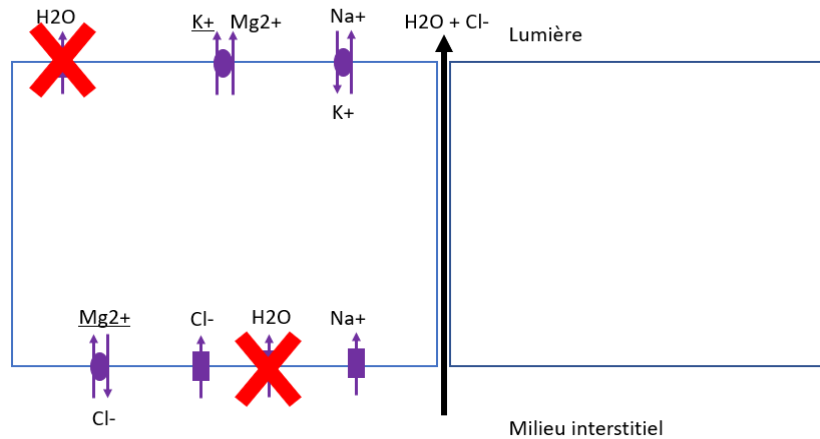 H2O
K+ Mg2+
Na+
H2O + Cl-
Lumière
K+
Mg2+
Cl-
H2O
Na+
Cl-
Milieu interstitiel